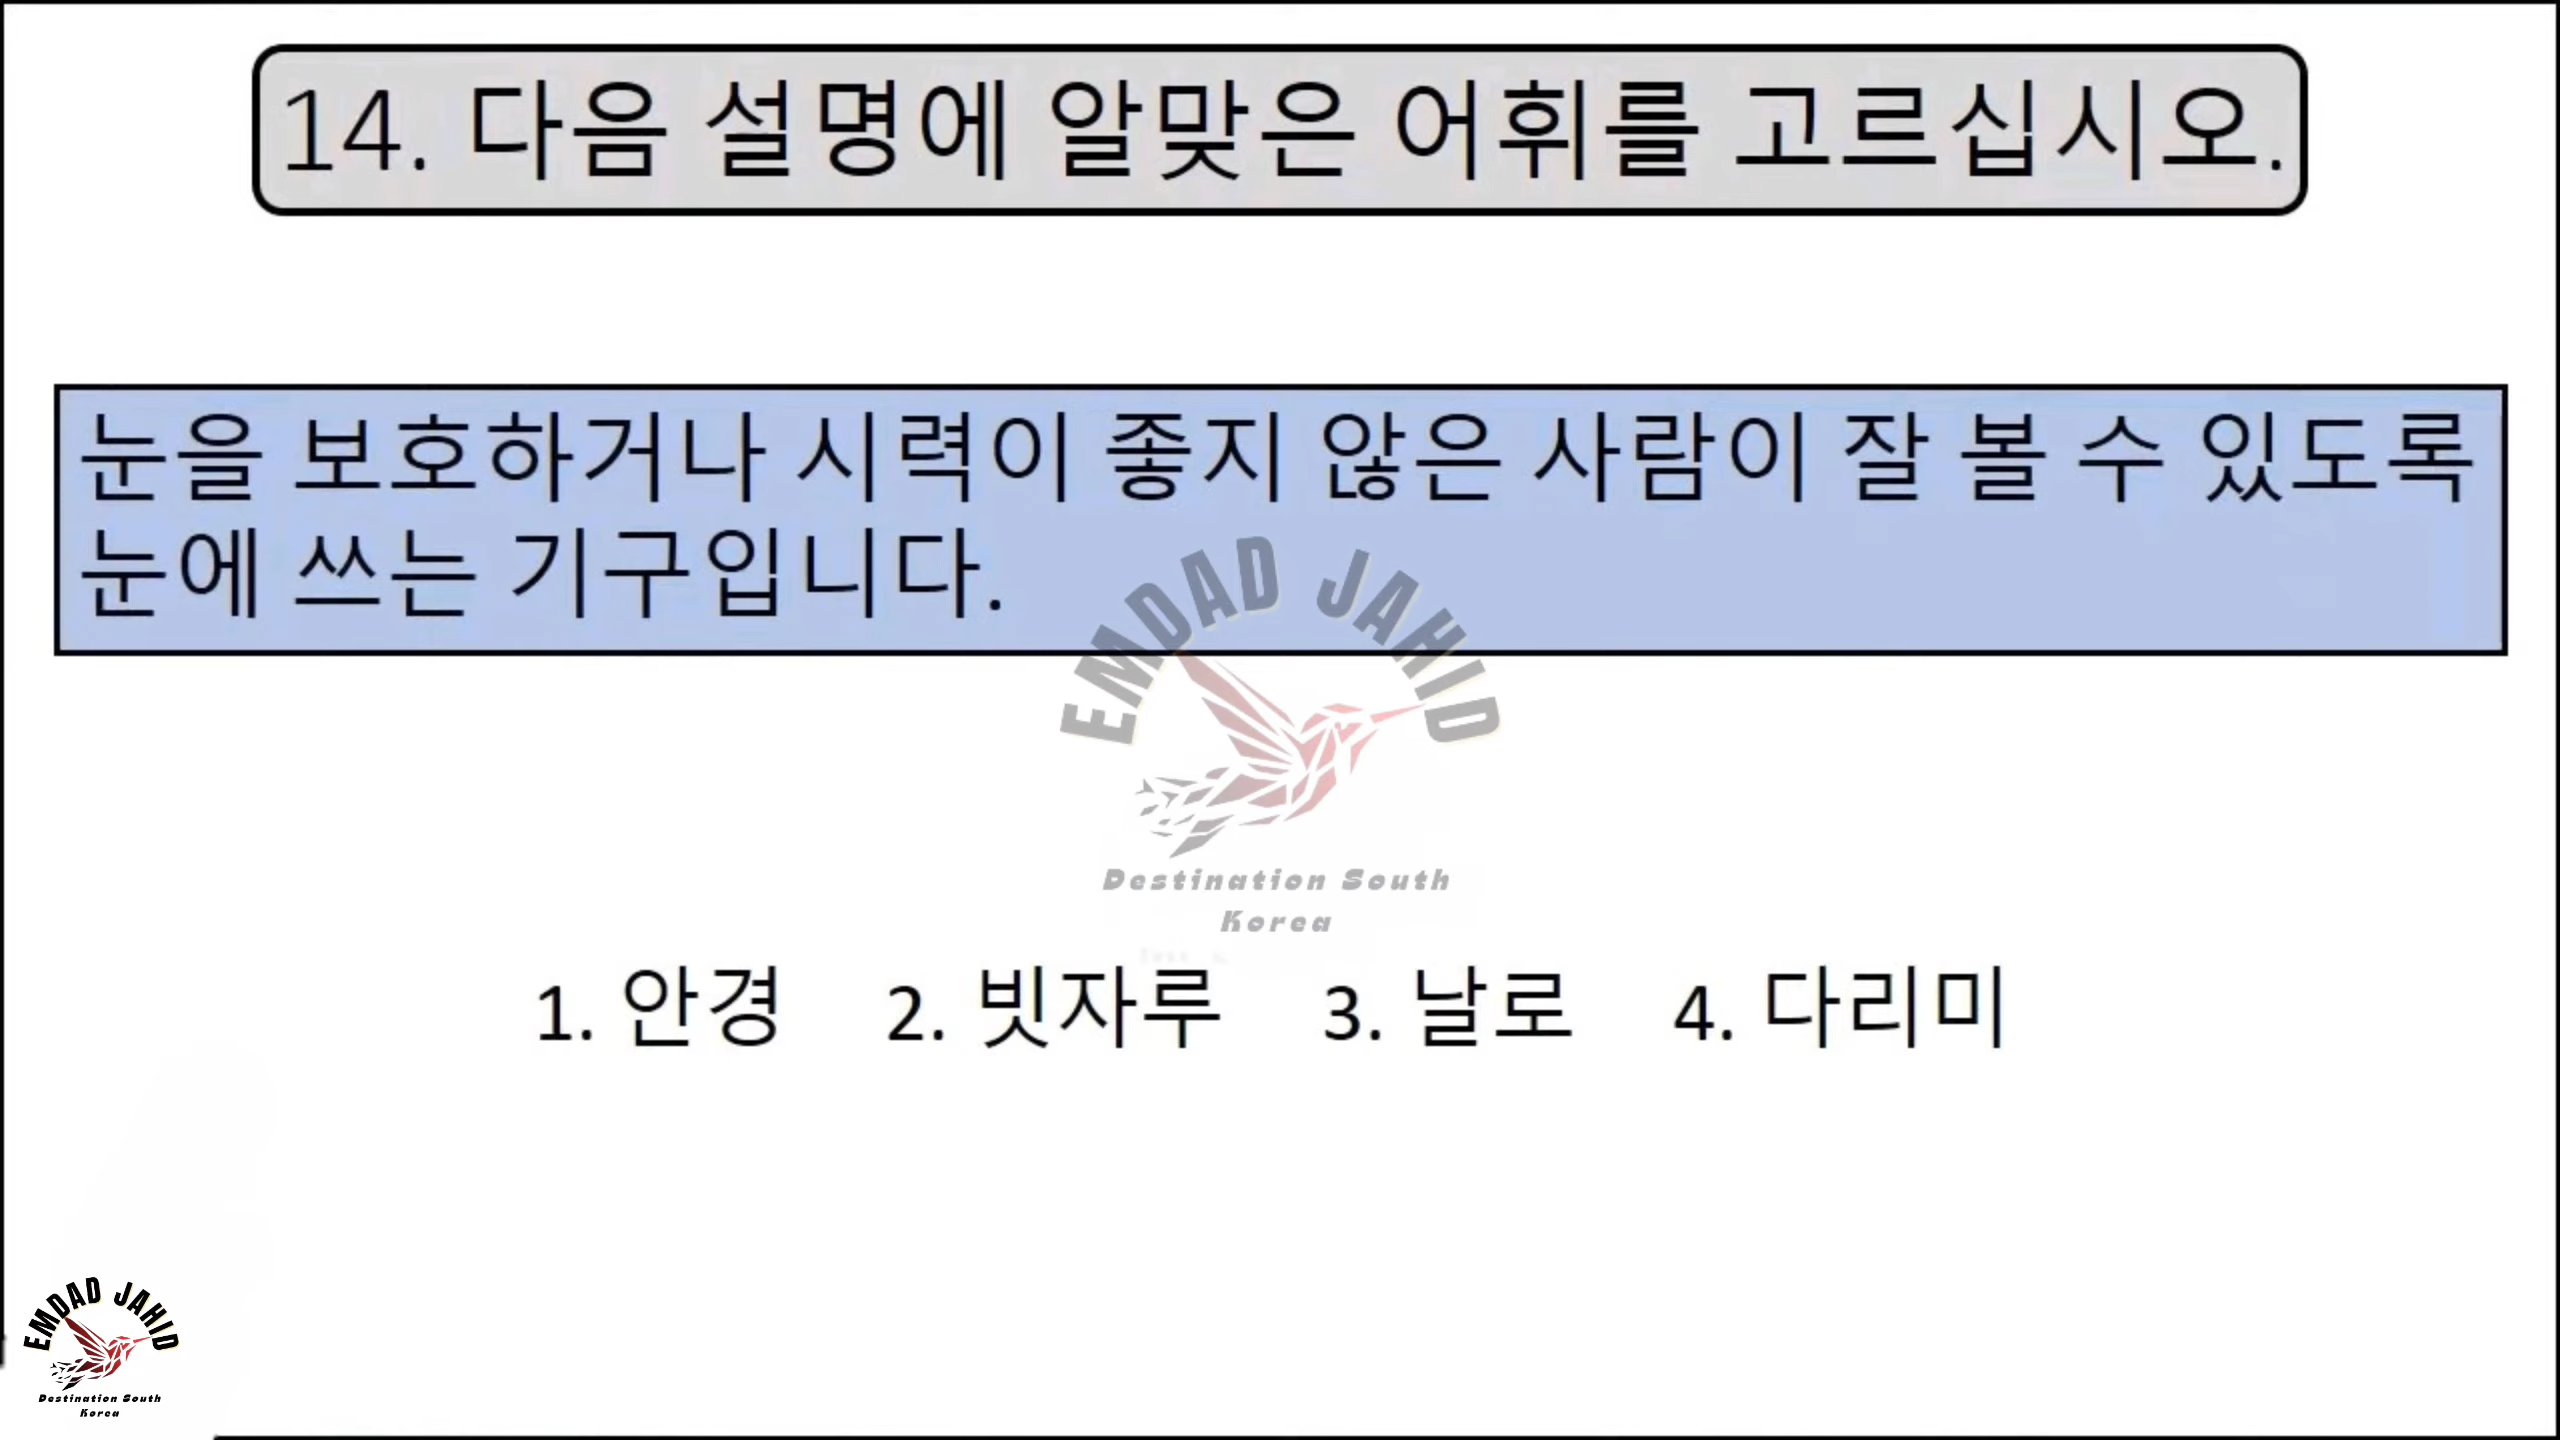 14. 다음 설명에 알맞은 어휘를 고르십시오.
눈을 보호하거나 시력이 좋지 않은 사람이 잘 볼 수 있도록
눈에 쓰는 기구입니다.
EMDAD JAHID
Destination South
Korea
1. 안경 2. 빗자루 3. 날로 4. 다리미
EMDAD JAHID
Destination South
Korea